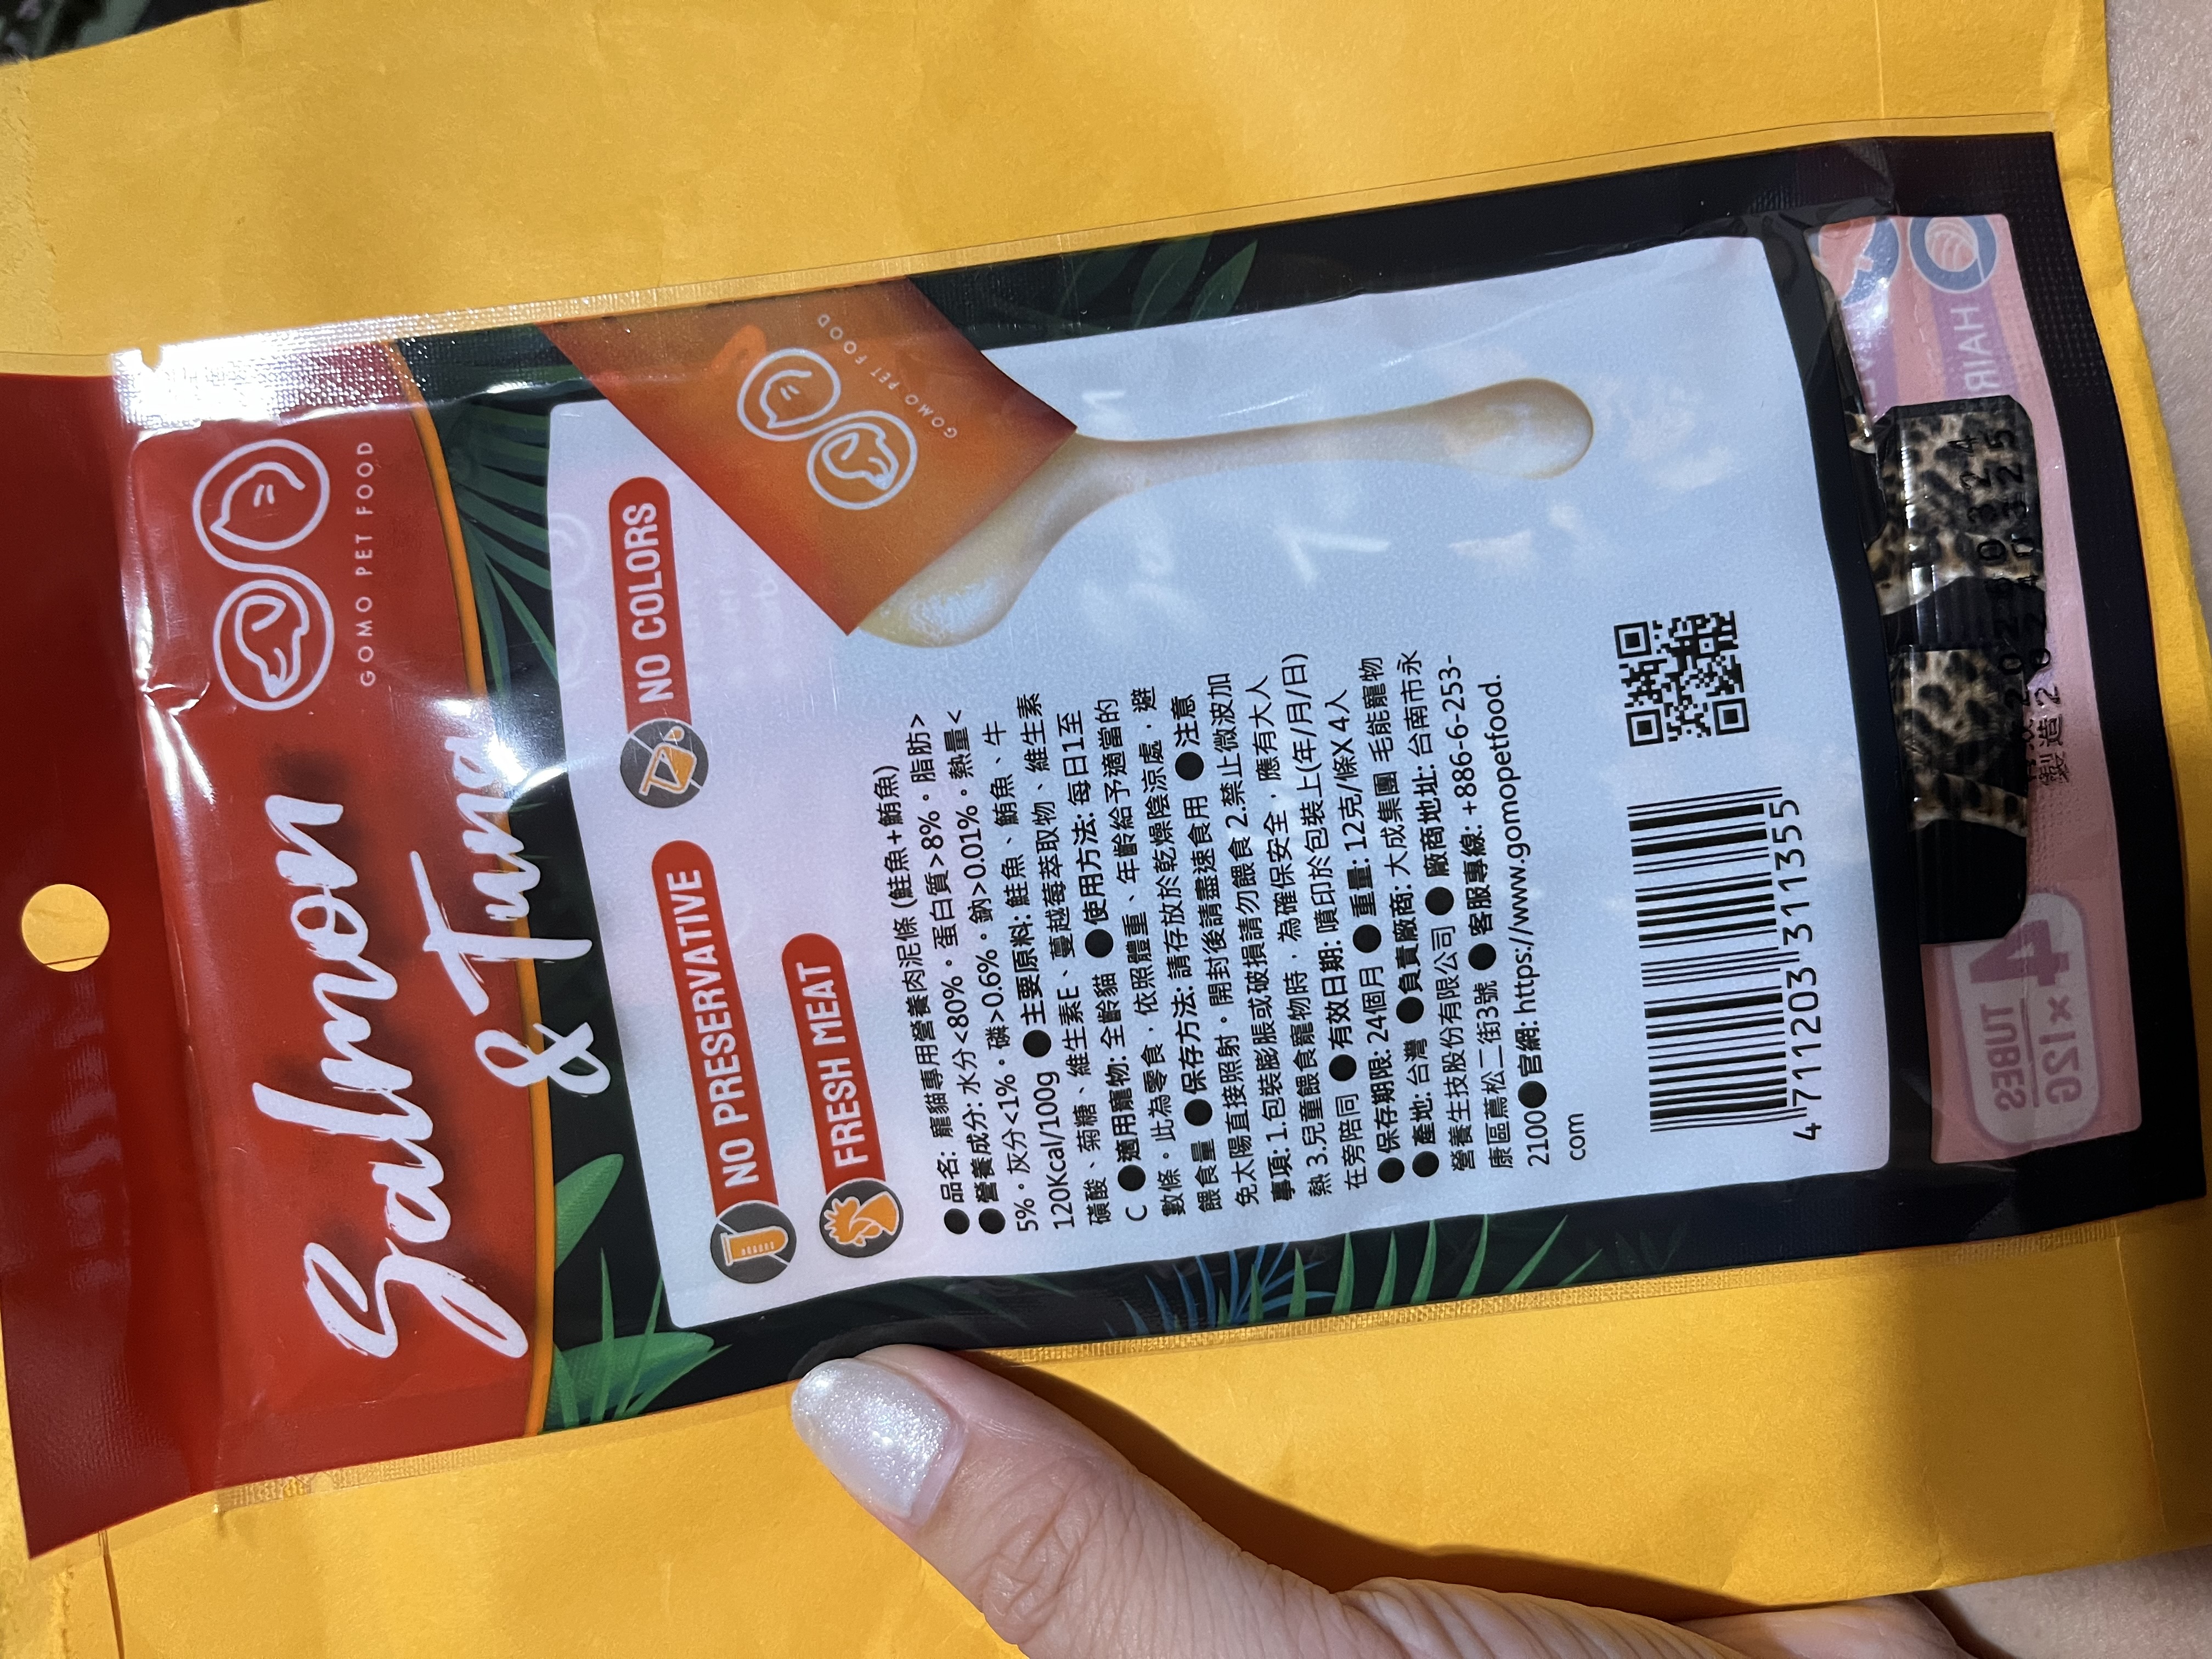 GOMO PET FOOD
Salmon
& Tuna
NO PRESERVATIVE
NO COLORS
FRESH MEAT
GOMO PET FOOD
●品名: 寵貓專用營養肉泥條 (鮭魚+鮪魚)
●營養成分: 水分<80%。蛋白質>8%。脂肪>
5%。灰分<1%。磷>0.6%。鈉>0.01%。熱量<
120Kcal/100g ●主要原料: 鮭魚、鮪魚、牛
磺酸、菊糖、維生素E、蔓越莓萃取物、維生素
C ●適用寵物: 全齡貓 ●使用方法: 每日1至
數條。此為零食，依照體重、年齡給予適當的
餵食量 ●保存方法: 請存放於乾燥陰涼處，避
免太陽直接照射，開封後請盡速食用 ●注意
事項: 1.包裝膨脹或破損請勿餵食 2.禁止微波加
熱 3.兒童餵食寵物時，為確保安全，應有大人
在旁陪同 ●有效日期: 噴印於包裝上(年/月/日)
●保存期限: 24個月 ●重量: 12克/條X 4入
●產地: 台灣 ●負責廠商: 大成集團 毛能寵物
營養生技股份有限公司 ●廠商地址: 台南市永
康區蔦松二街3號 ●客服專線: +886-6-253-
2100●官網: https://www.gomopetfood.
com
4 711203 311355
製造2
HAIR
4
TUBES
×12G